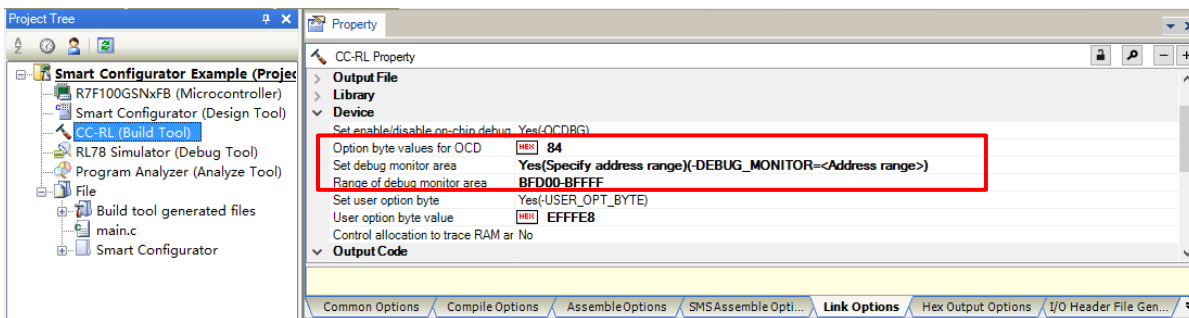 Project Tree
Smart Configurator Example (Projec
R7F100GSNxFB (Microcontroller)
Smart Configurator (Design Tool)
CC-RL (Build Tool)
RL78 Simulator (Debug Tool)
Program Analyzer (Analyze Tool)
File
Build tool generated files
main.c
Smart Configurator
Property
CC-RL Property
Output File
Library
Device
Set enable/disable on-chip debug Yes(-OCDBG)
Option byte values for OCD HEX 84
Set debug monitor area Yes(Specify address range)(-DEBUG_MONITOR=<Address range>)
Range of debug monitor area BFD00-BFFFF
Set user option byte Yes(-USER_OPT_BYTE)
User option byte value HEX EFFFE8
Control allocation to trace RAM ar No
Output Code
Common Options Compile Options Assemble Options SMS Assemble Opti... Link Options Hex Output Options I/O Header File Gen...